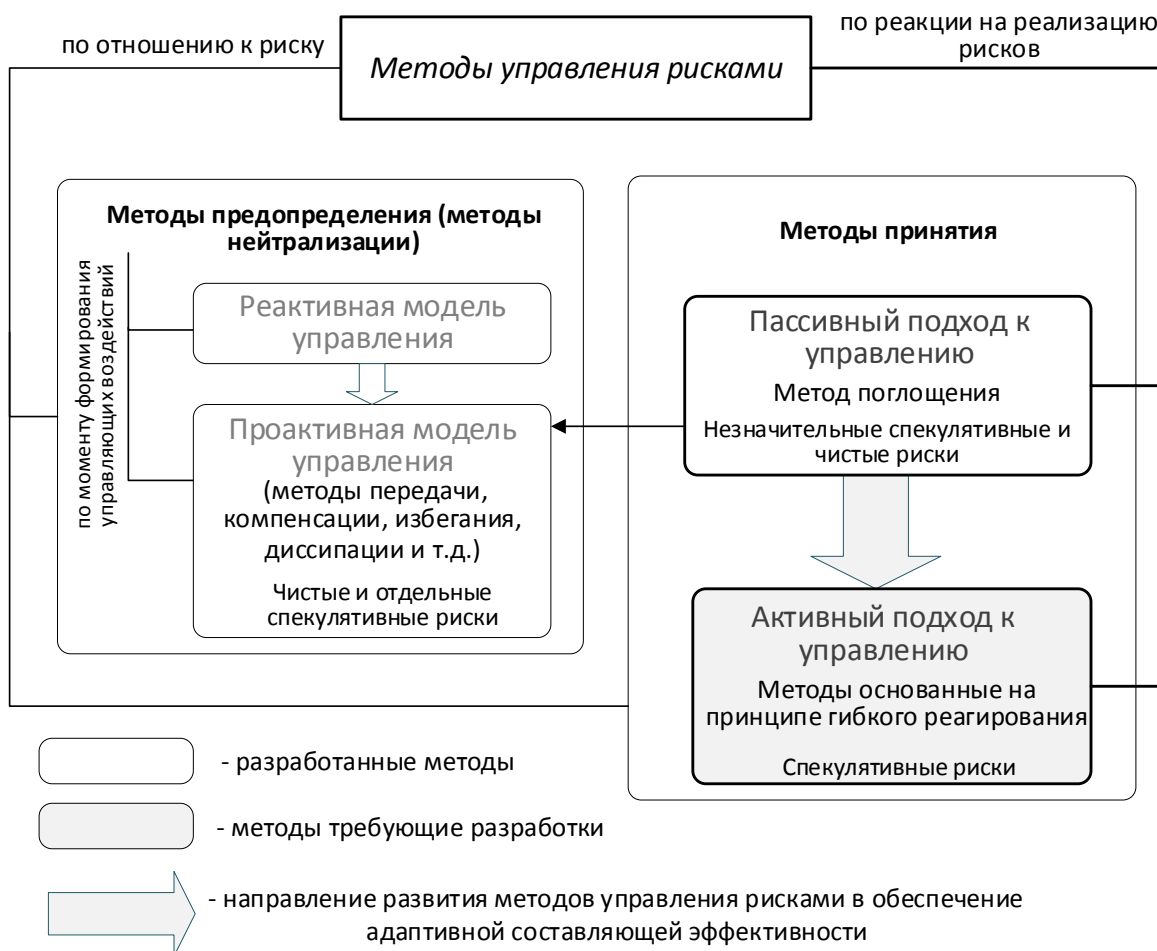 по отношению к риску
Методы управления рисками
по реакции на реализацию
рисков
Методы предопределения (методы
нейтрализации)
по моменту формирования
управляющих воздействий
Реактивная модель
управления
Проактивная модель
управления
(методы передачи,
компенсации, избегания,
диссипации и т.д.)
Чистые и отдельные
спекулятивные риски
Методы принятия
Пассивный подход к
управлению
Метод поглощения
Незначительные спекулятивные и
чистые риски
Активный подход к
управлению
Методы основанные на
принципе гибкого реагирования
Спекулятивные риски
- разработанные методы
- методы требующие разработки
- направление развития методов управления рисками в обеспечение
адаптивной составляющей эффективности